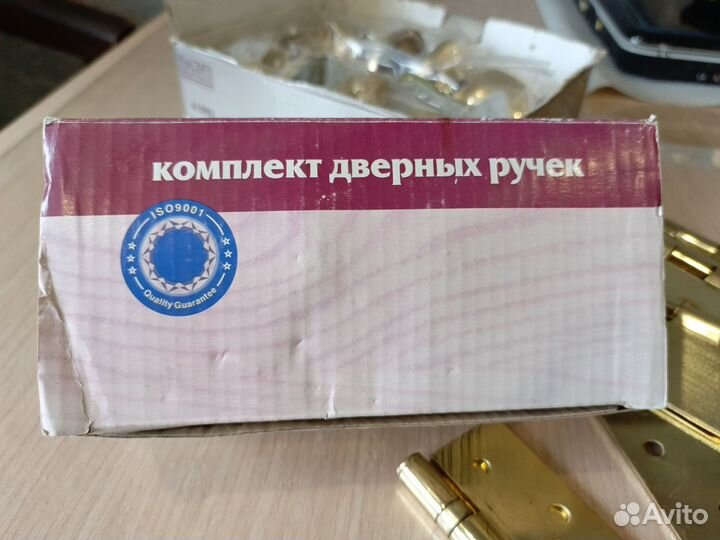 комплект дверных ручек
ISO9001
Quality Guarantee
Avito